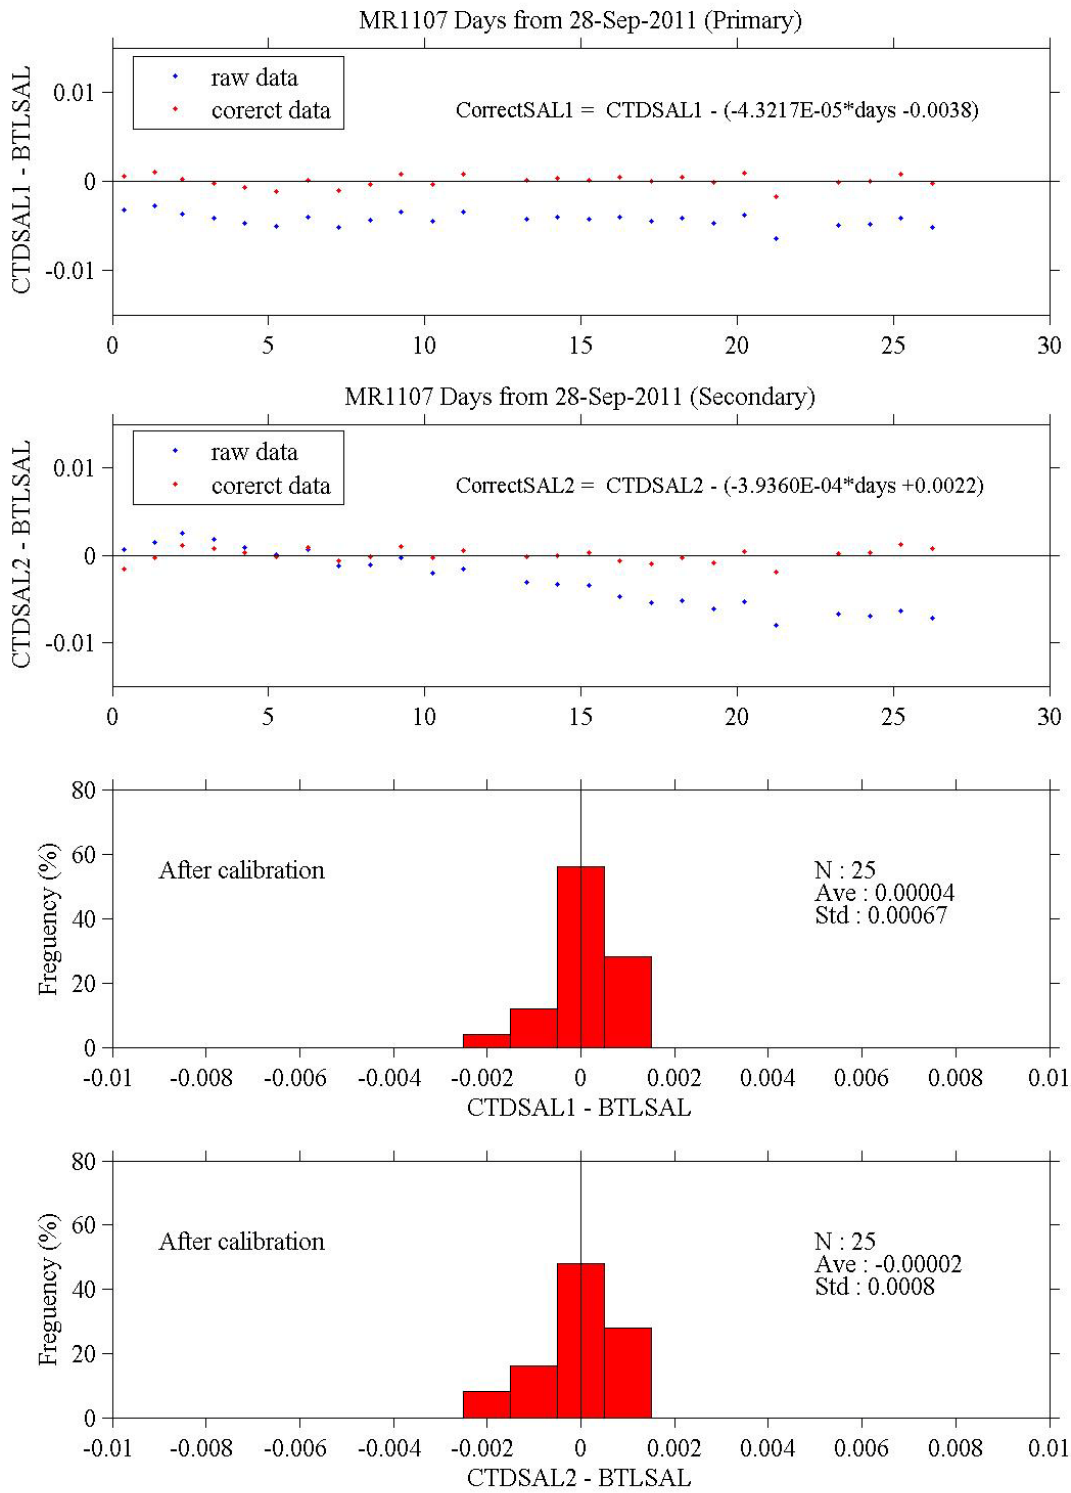 MR1107 Days from 28-Sep-2011 (Primary)
CTDSAL1 - BTLSAL
raw data
corerct data
CorrectSAL1 = CTDSAL1 - (-4.3217E-05*days -0.0038)
0.01
0
-0.01
0 5 10 15 20 25 30
MR1107 Days from 28-Sep-2011 (Secondary)
CTDSAL2 - BTLSAL
raw data
corerct data
CorrectSAL2 = CTDSAL2 - (-3.9360E-04*days +0.0022)
0.01
0
-0.01
0 5 10 15 20 25 30
Freguency (%)
80
60
40
20
0
After calibration
N : 25
Ave : 0.00004
Std : 0.00067
-0.01 -0.008 -0.006 -0.004 -0.002 0 0.002 0.004 0.006 0.008 0.01
CTDSAL1 - BTLSAL
Freguency (%)
80
60
40
20
0
After calibration
N : 25
Ave : -0.00002
Std : 0.0008
-0.01 -0.008 -0.006 -0.004 -0.002 0 0.002 0.004 0.006 0.008 0.01
CTDSAL2 - BTLSAL